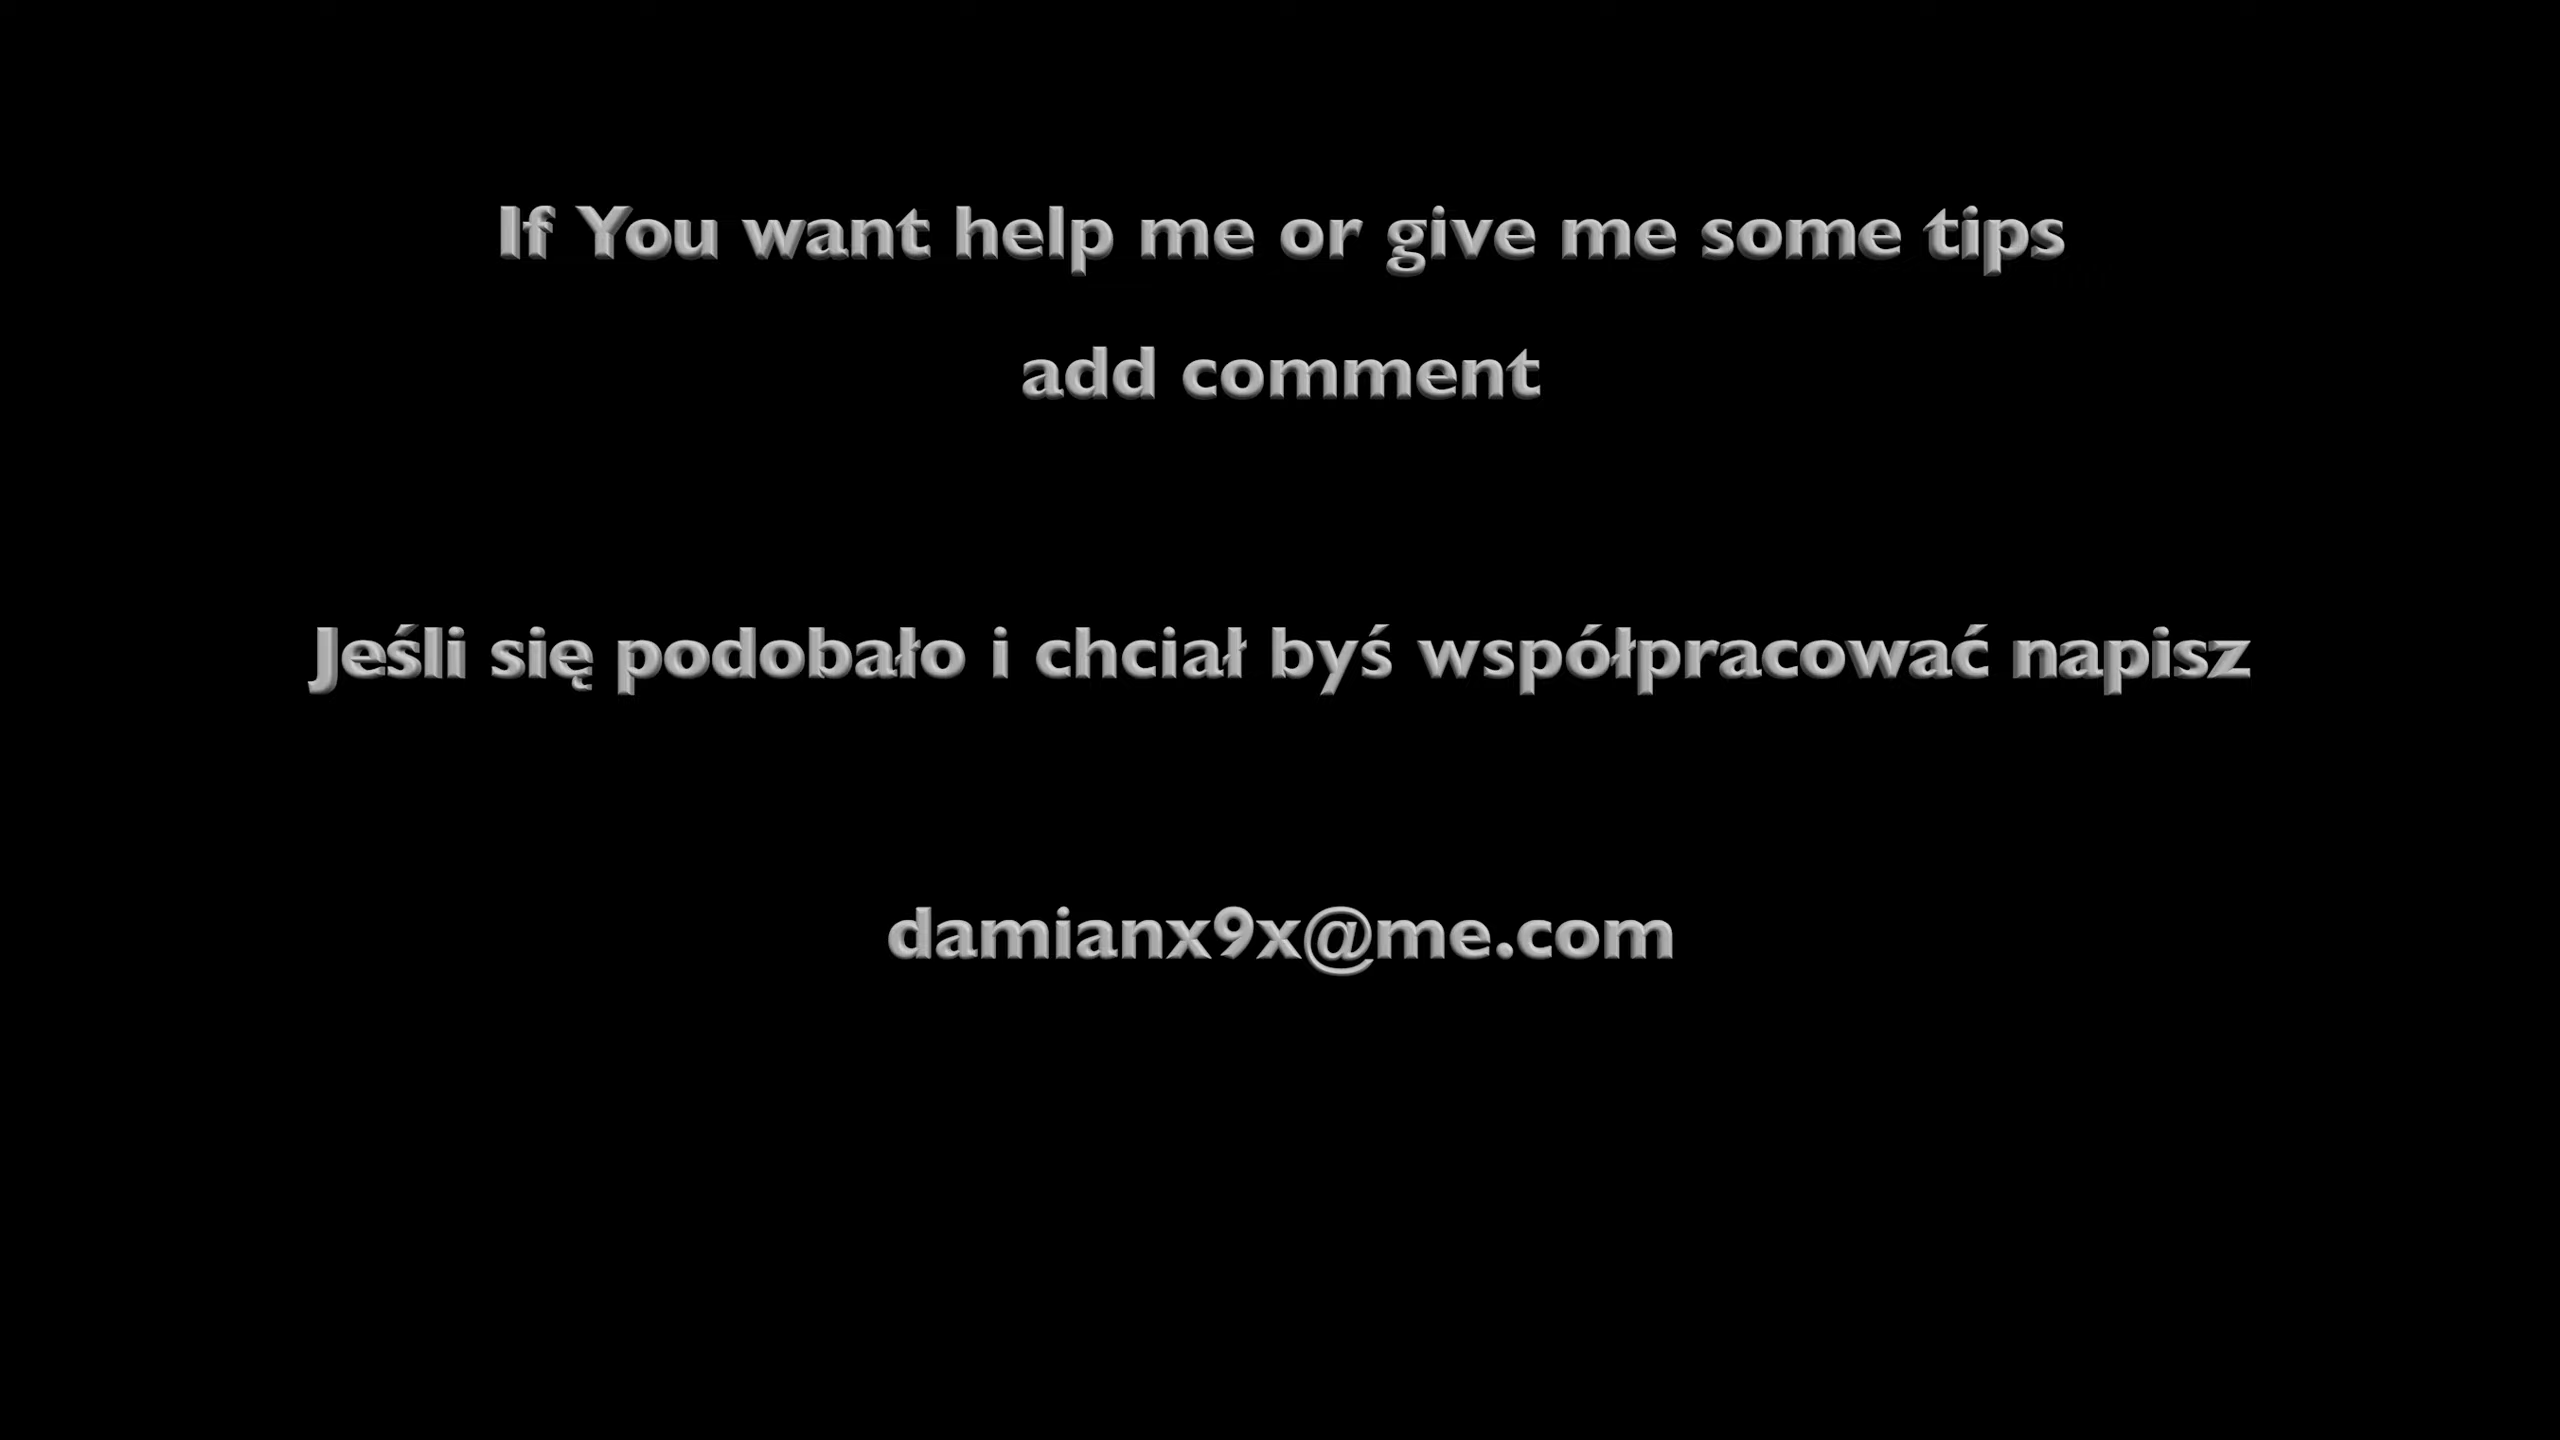 If You want help me or give me some tips
add comment
Jeśli się podobało i chciał byś współpracować napisz
damianx9x@me.com